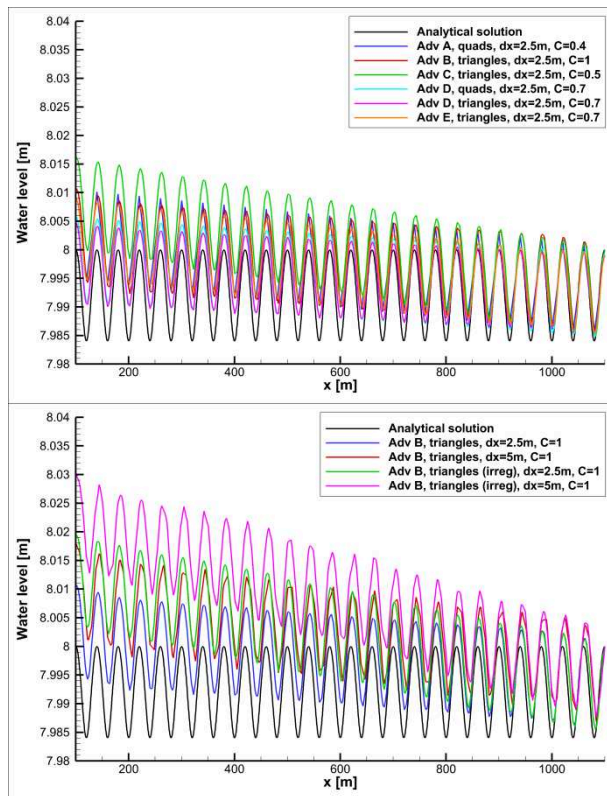 8.04
8.035
8.03
8.025
8.02
8.015
8.01
8.005
8
7.995
7.99
7.985
7.98
Water level [m]
Analytical solution
Adv A, quads, dx=2.5m, C=0.4
Adv B, triangles, dx=2.5m, C=1
Adv C, triangles, dx=2.5m, C=0.5
Adv D, quads, dx=2.5m, C=0.7
Adv D, triangles, dx=2.5m, C=0.7
Adv E, triangles, dx=2.5m, C=0.7
200 400 600 800 1000
x [m]
8.04
8.035
8.03
8.025
8.02
8.015
8.01
8.005
8
7.995
7.99
7.985
7.98
Water level [m]
Analytical solution
Adv B, triangles, dx=2.5m, C=1
Adv B, triangles, dx=5m, C=1
Adv B, triangles (irreg), dx=2.5m, C=1
Adv B, triangles (irreg), dx=5m, C=1
200 400 600 800 1000
x [m]